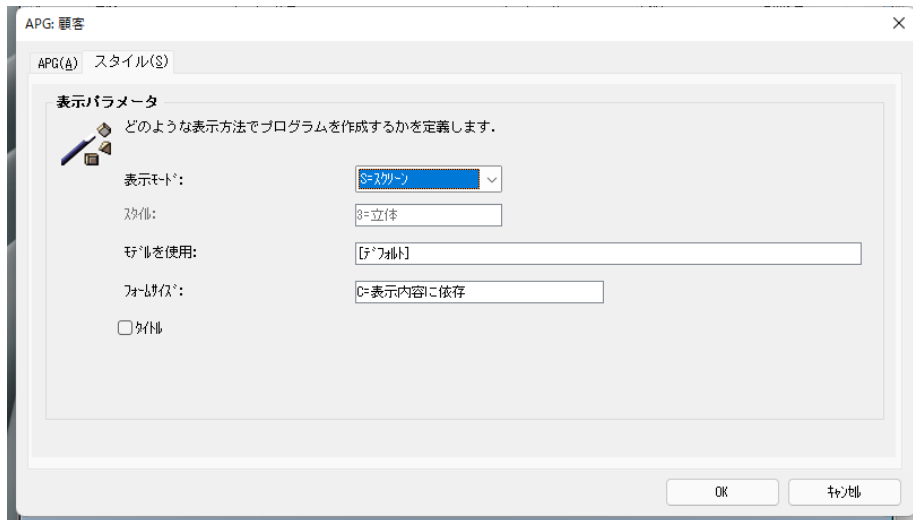 APG: 顧客
APG(A) スタイル(S)
表示パラメータ
どのような表示方法でプログラムを作成するかを定義します.
表示ﾓｰﾄﾞ: S=ｽｸﾘｰﾝ
ｽﾀｲﾙ: 3=立体
ﾓﾃﾞﾙを使用: [ﾃﾞﾌｫﾙﾄ]
ﾌｫｰﾑｻｲｽﾞ: C=表示内容に依存
ﾀｲﾄﾙ
OK ｷｬﾝｾﾙ